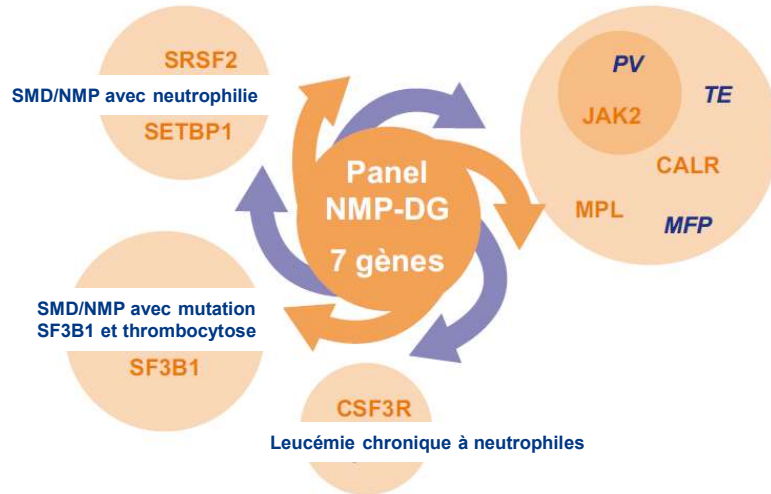 SRSF2
SMD/NMP avec neutrophilie
SETBP1
PV
TE
JAK2
CALR
MPL
MFP
Panel
NMP-DG
7 gènes
SMD/NMP avec mutation
SF3B1 et thrombocytose
SF3B1
CSF3R
Leucémie chronique à neutrophiles